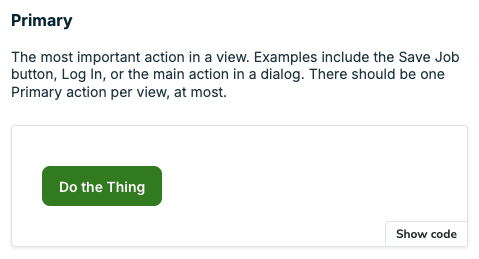 Primary
The most important action in a view. Examples include the Save Job
button, Log In, or the main action in a dialog. There should be one
Primary action per view, at most.
Do the Thing
Show code